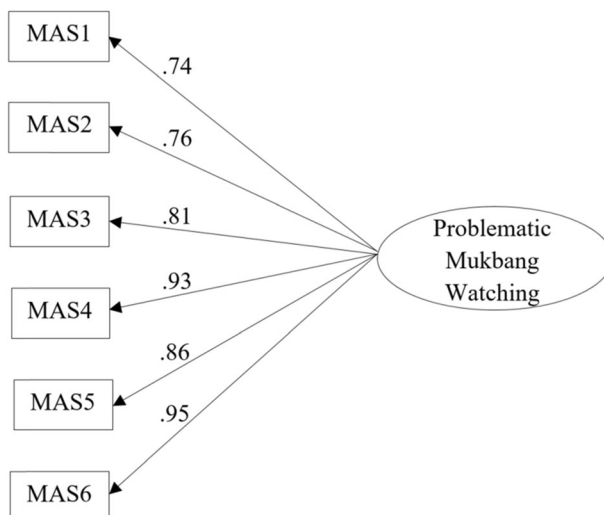 MAS1
.74
MAS2
.76
MAS3
.81
MAS4
.93
MAS5
.86
MAS6
.95
Problematic
Mukbang
Watching